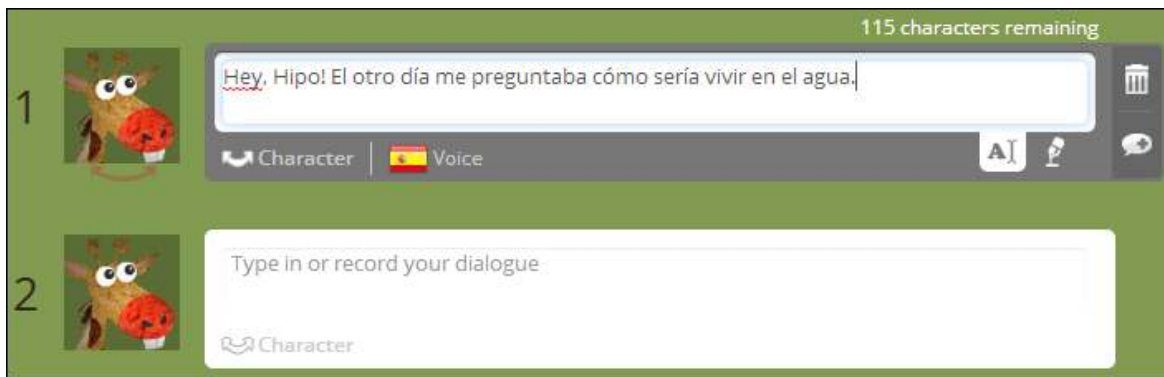 115 characters remaining
1
Hey. Hipo! El otro día me preguntaba cómo sería vivir en el agua.
Character
Voice
A
2
Type in or record your dialogue
Character